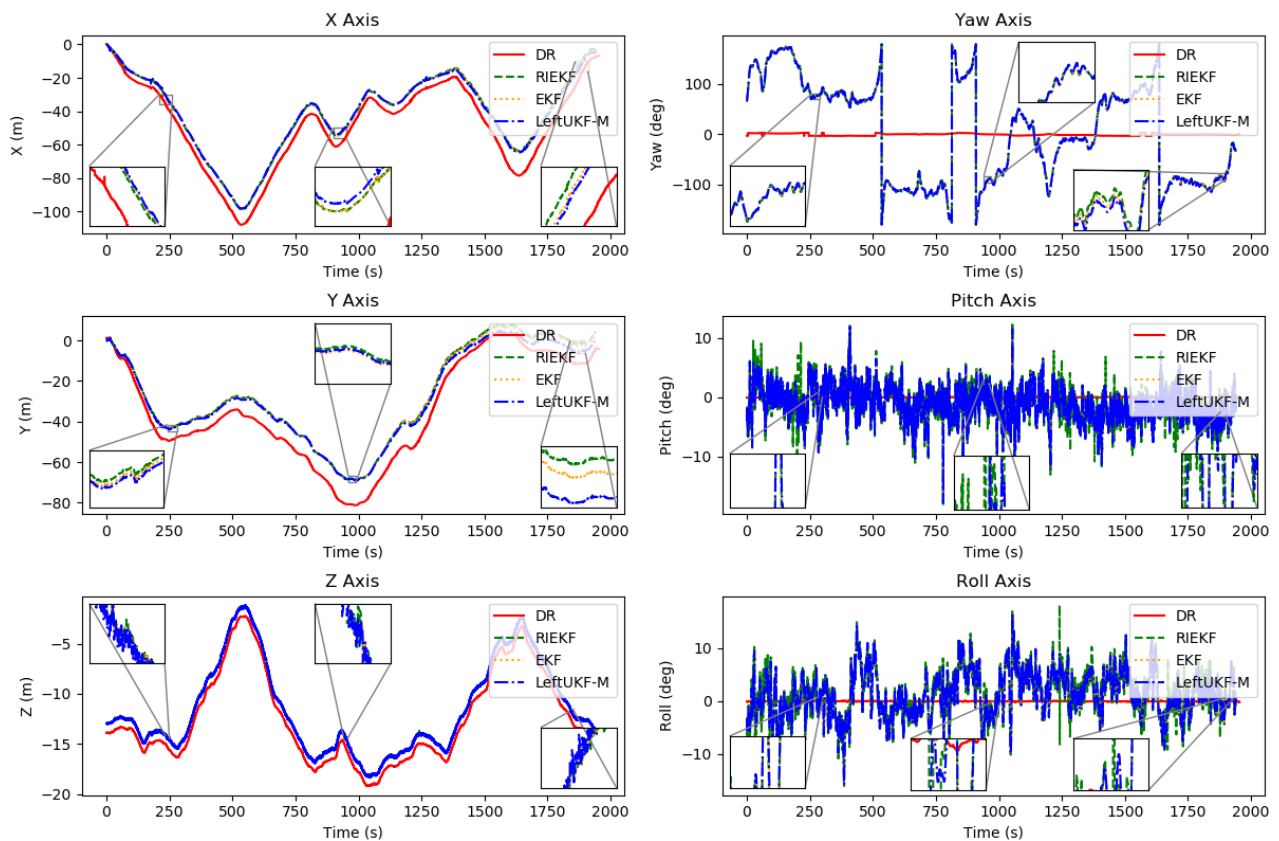 X Axis
0
−20
−40
−60
−80
−100
X (m)
0
250
500
750
1000
1250
1500
1750
2000
Time (s)
DR
RIEKF
EKF
LeftUKF-M
Yaw Axis
100
0
−100
Yaw (deg)
0
250
500
750
1000
1250
1500
1750
2000
Time (s)
DR
RIEKF
EKF
LeftUKF-M
Y Axis
0
−20
−40
−60
−80
Y (m)
0
250
500
750
1000
1250
1500
1750
2000
Time (s)
DR
RIEKF
EKF
LeftUKF-M
Pitch Axis
10
0
−10
Pitch (deg)
0
250
500
750
1000
1250
1500
1750
2000
Time (s)
DR
RIEKF
EKF
LeftUKF-M
Z Axis
−5
−10
−15
−20
Z (m)
0
250
500
750
1000
1250
1500
1750
2000
Time (s)
DR
RIEKF
EKF
LeftUKF-M
Roll Axis
10
0
−10
Roll (deg)
0
250
500
750
1000
1250
1500
1750
2000
Time (s)
DR
RIEKF
EKF
LeftUKF-M